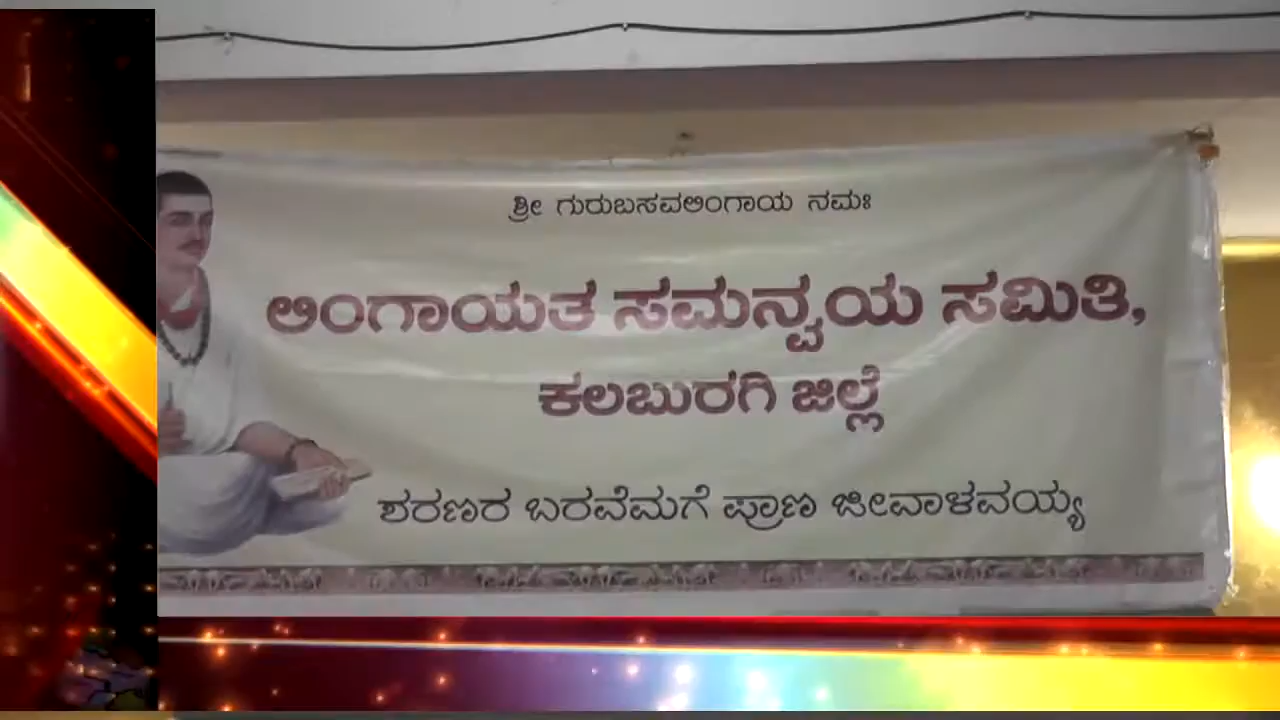 ಶ್ರೀ ಗುರುಬಸವಲಿಂಗಾಯ ನಮಃ
ಲಿಂಗಾಯತ ಸಮನ್ವಯ ಸಮಿತಿ,
ಕಲಬುರಗಿ ಜಿಲ್ಲೆ
ಶರಣರ ಬರವೆಮಗೆ ಪ್ರಾಣ ಜೀವಾಳವಯ್ಯ